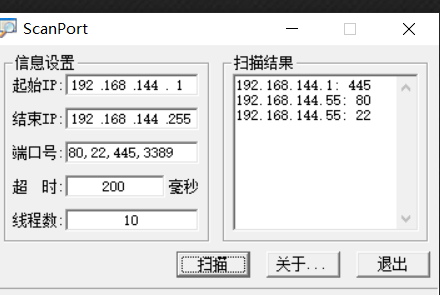 ScanPort
信息设置
起始IP: 192 .168 .144 . 1
结束IP: 192 .168 .144 .255
端口号: 80,22,445,3389
超 时: 200 毫秒
线程数: 10
扫描结果
192.168.144.1: 445
192.168.144.55: 80
192.168.144.55: 22
扫描 关于... 退出